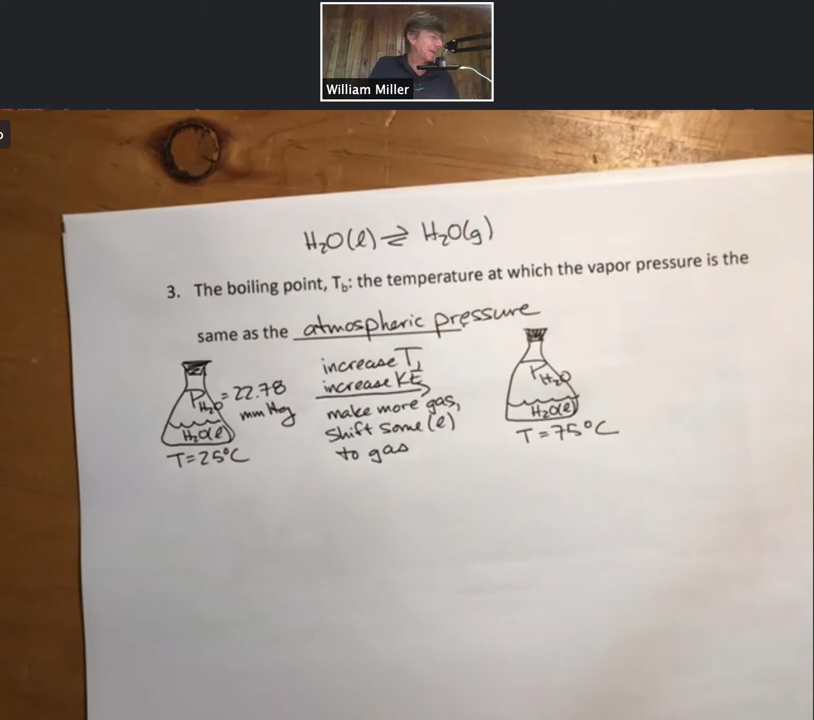 William Miller
H₂O(l) ⇌ H₂O(g)
3. The boiling point, T_b: the temperature at which the vapor pressure is the
same as the atmospheric pressure
P_H₂O = 22.78
mm Hg
H₂O(l)
T=25°C
increase T,
increase KE
make more gas,
shift some (l)
to gas
P_H₂O
H₂O(l)
T=75°C